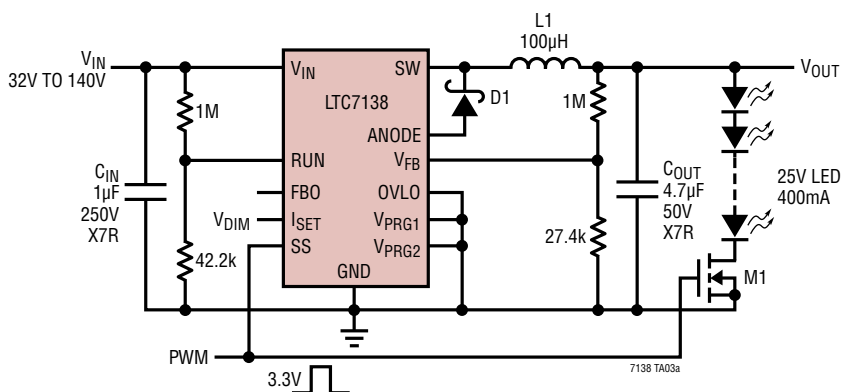 L1
100µH
VIN
32V TO 140V
VIN
SW
VOUT
LTC7138
D1
1M
1M
ANODE
RUN
VFB
CIN
1µF
250V
X7R
FBO
OVLO
COUT
4.7µF
50V
X7R
25V LED
400mA
VDIM
ISET
VPRG1
SS
VPRG2
27.4k
42.2k
GND
M1
PWM
7138 TA03a
3.3V